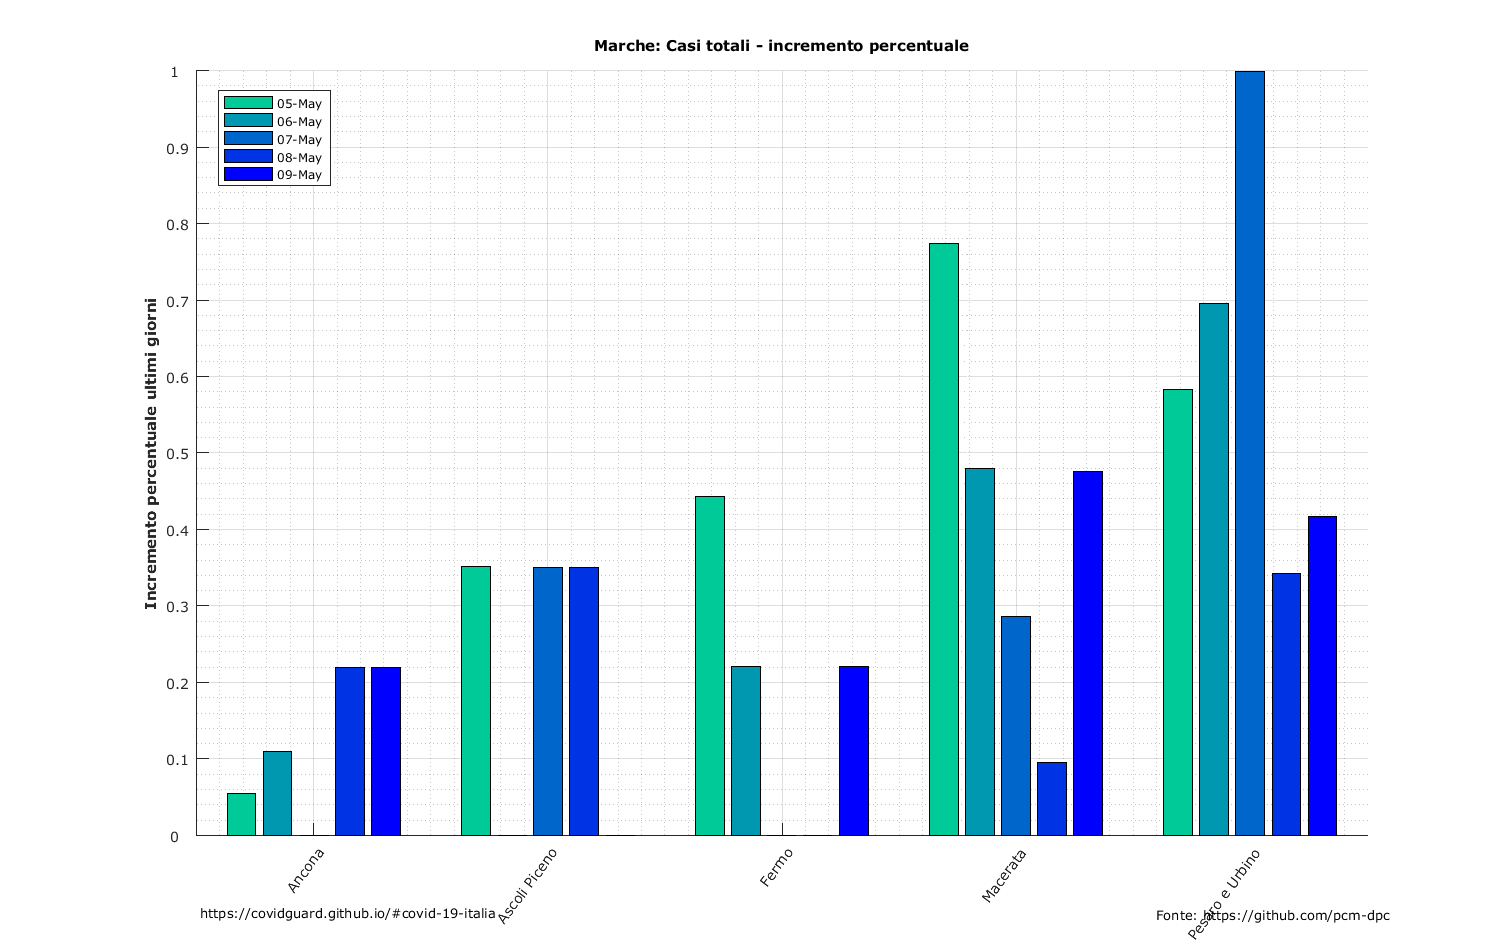 Marche: Casi totali - incremento percentuale
05-May
06-May
07-May
08-May
09-May
Incremento percentuale ultimi giorni
1
0.9
0.8
0.7
0.6
0.5
0.4
0.3
0.2
0.1
0
Ancona
Ascoli Piceno
Fermo
Macerata
Pesaro e Urbino
https://covidguard.github.io/#covid-19-italia
Fonte: https://github.com/pcm-dpc